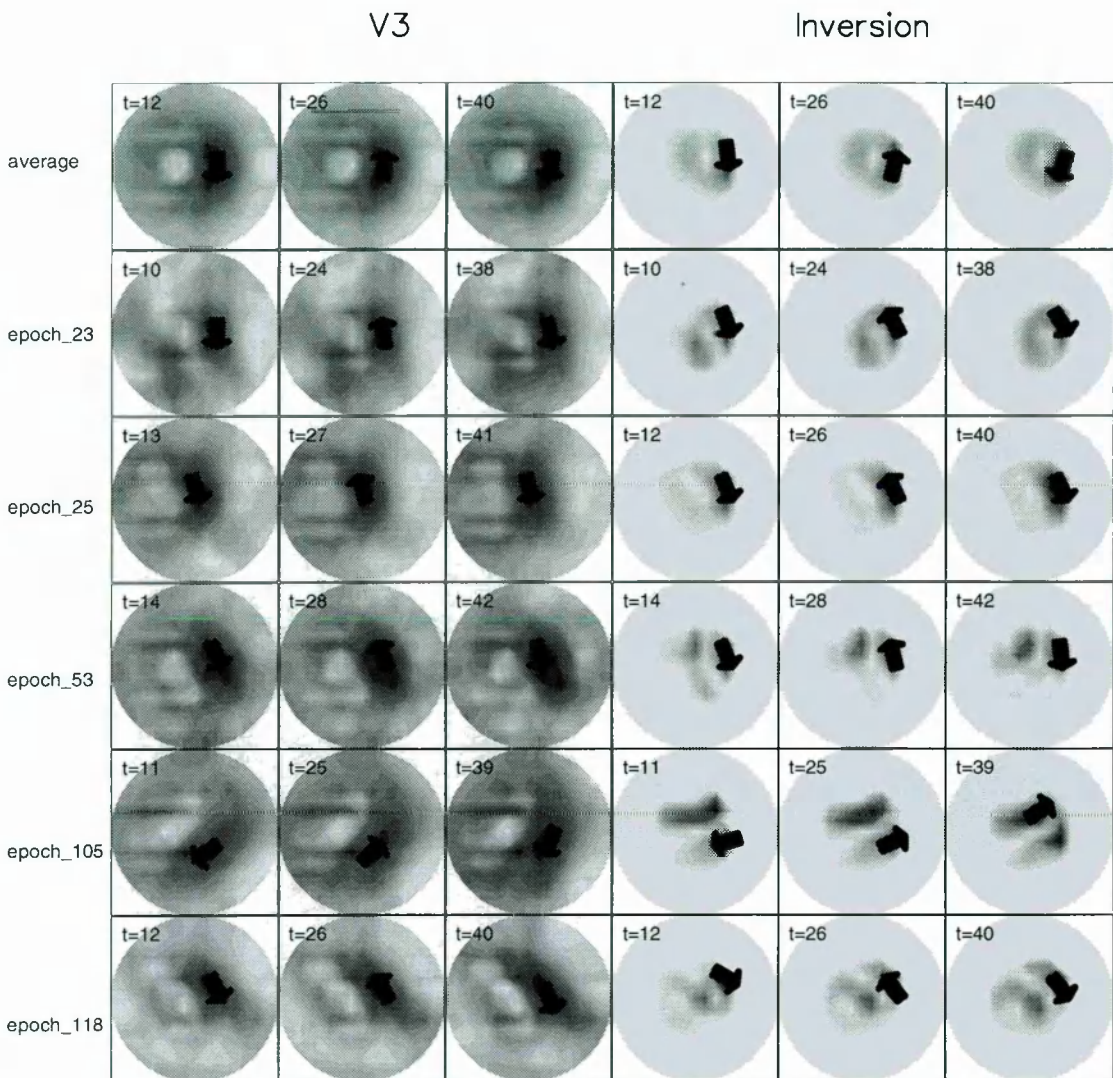 V3 Inversion
average t=12 t=26 t=40 t=12 t=26 t=40
epoch_23 t=10 t=24 t=38 t=10 t=24 t=38
epoch_25 t=13 t=27 t=41 t=12 t=26 t=40
epoch_53 t=14 t=28 t=42 t=14 t=28 t=42
epoch_105 t=11 t=25 t=39 t=11 t=25 t=39
epoch_118 t=12 t=26 t=40 t=12 t=26 t=40